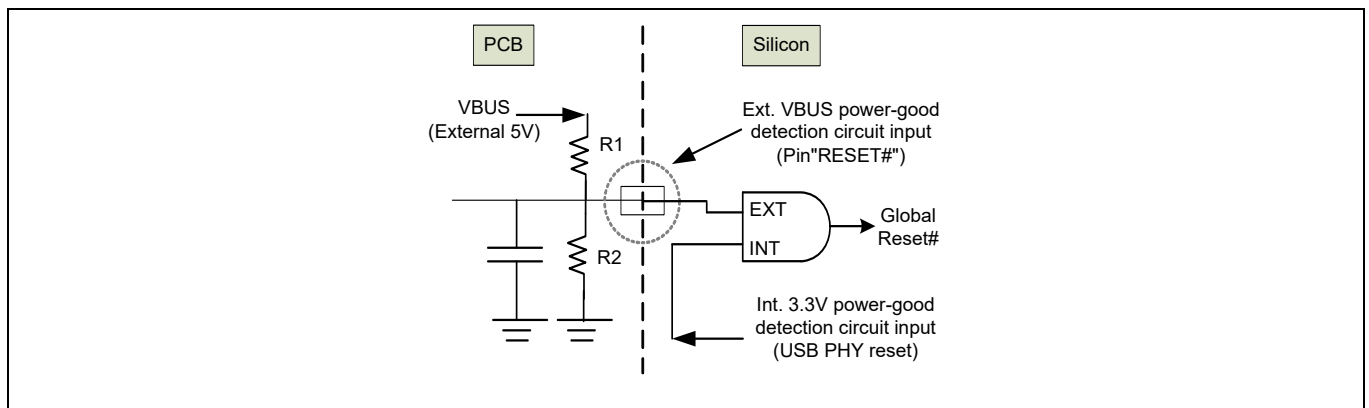 PCB
Silicon
VBUS
(External 5V)
R1
Ext. VBUS power-good
detection circuit input
(Pin"RESET#")
EXT
INT
Global
Reset#
R2
Int. 3.3V power-good
detection circuit input
(USB PHY reset)